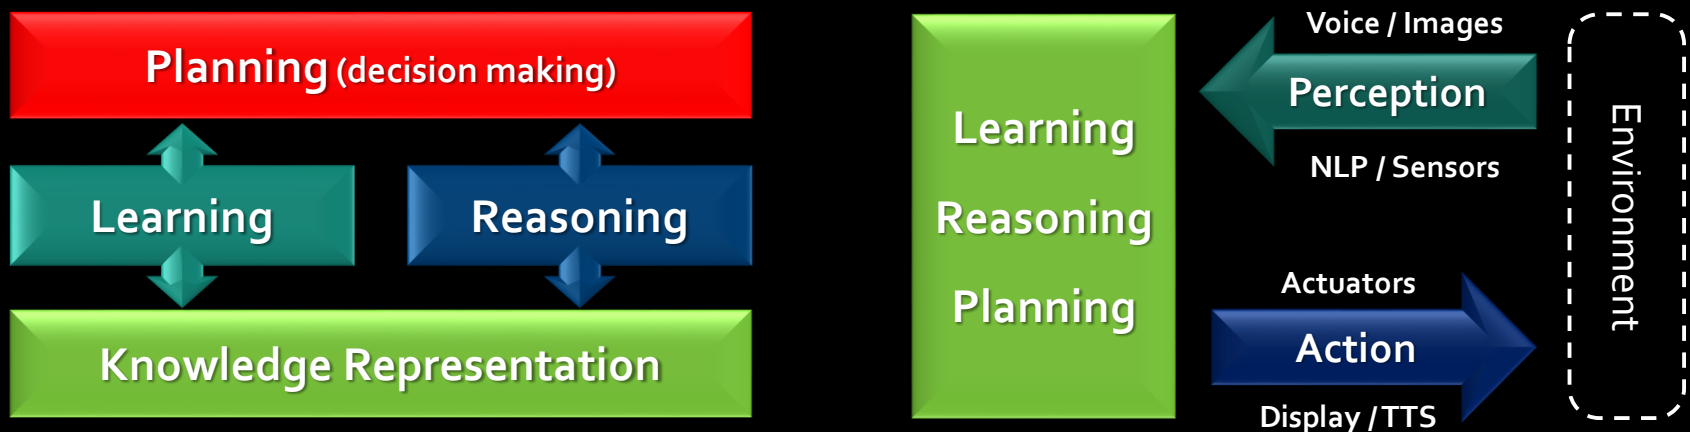 Planning (decision making)
Learning
Reasoning
Knowledge Representation
Learning
Reasoning
Planning
Voice / Images
Perception
NLP / Sensors
Actuators
Action
Display / TTS
Environment